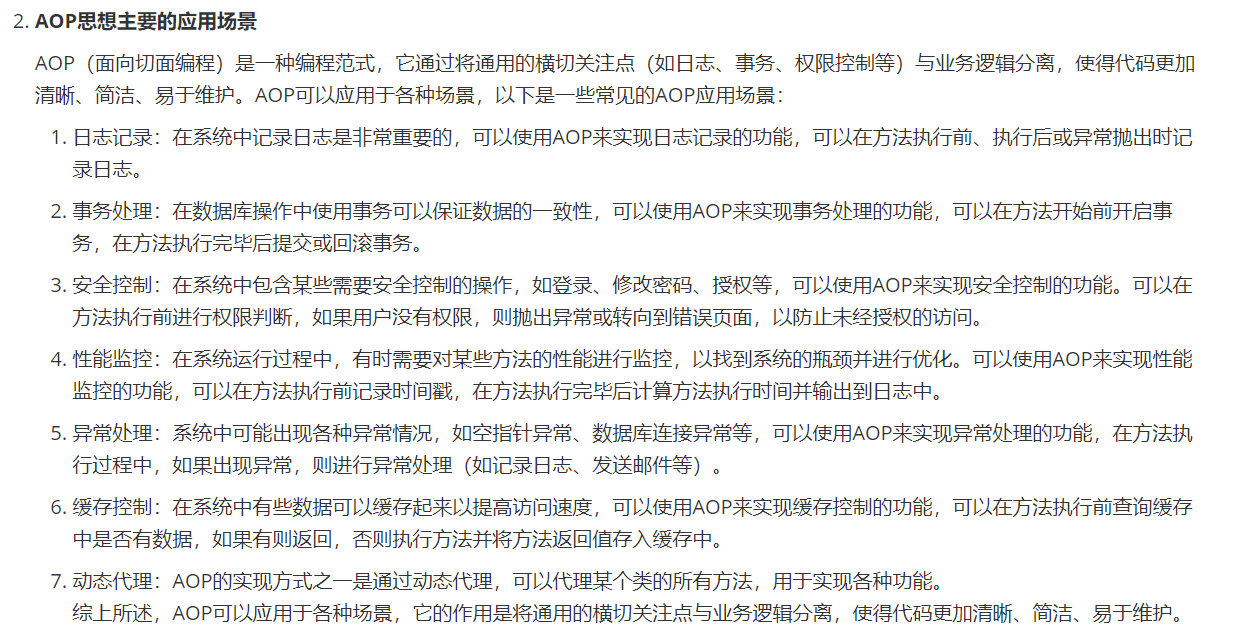 2. AOP思想主要的应用场景
AOP（面向切面编程）是一种编程范式，它通过将通用的横切关注点（如日志、事务、权限控制等）与业务逻辑分离，使得代码更加
清晰、简洁、易于维护。AOP可以应用于各种场景，以下是一些常见的AOP应用场景：
1. 日志记录：在系统中记录日志是非常重要的，可以使用AOP来实现日志记录的功能，可以在方法执行前、执行后或异常抛出时记
录日志。
2. 事务处理：在数据库操作中使用事务可以保证数据的一致性，可以使用AOP来实现事务处理的功能，可以在方法开始前开启事
务，在方法执行完毕后提交或回滚事务。
3. 安全控制：在系统中包含某些需要安全控制的操作，如登录、修改密码、授权等，可以使用AOP来实现安全控制的功能。可以在
方法执行前进行权限判断，如果用户没有权限，则抛出异常或转向到错误页面，以防止未经授权的访问。
4. 性能监控：在系统运行过程中，有时需要对某些方法的性能进行监控，以找到系统的瓶颈并进行优化。可以使用AOP来实现性能
监控的功能，可以在方法执行前记录时间戳，在方法执行完毕后计算方法执行时间并输出到日志中。
5. 异常处理：系统中可能出现各种异常情况，如空指针异常、数据库连接异常等，可以使用AOP来实现异常处理的功能，在方法执
行过程中，如果出现异常，则进行异常处理（如记录日志、发送邮件等）。
6. 缓存控制：在系统中有些数据可以缓存起来以提高访问速度，可以使用AOP来实现缓存控制的功能，可以在方法执行前查询缓存
中是否有数据，如果有则返回，否则执行方法并将方法返回值存入缓存中。
7. 动态代理：AOP的实现方式之一是通过动态代理，可以代理某个类的所有方法，用于实现各种功能。
综上所述，AOP可以应用于各种场景，它的作用是将通用的横切关注点与业务逻辑分离，使得代码更加清晰、简洁、易于维护。